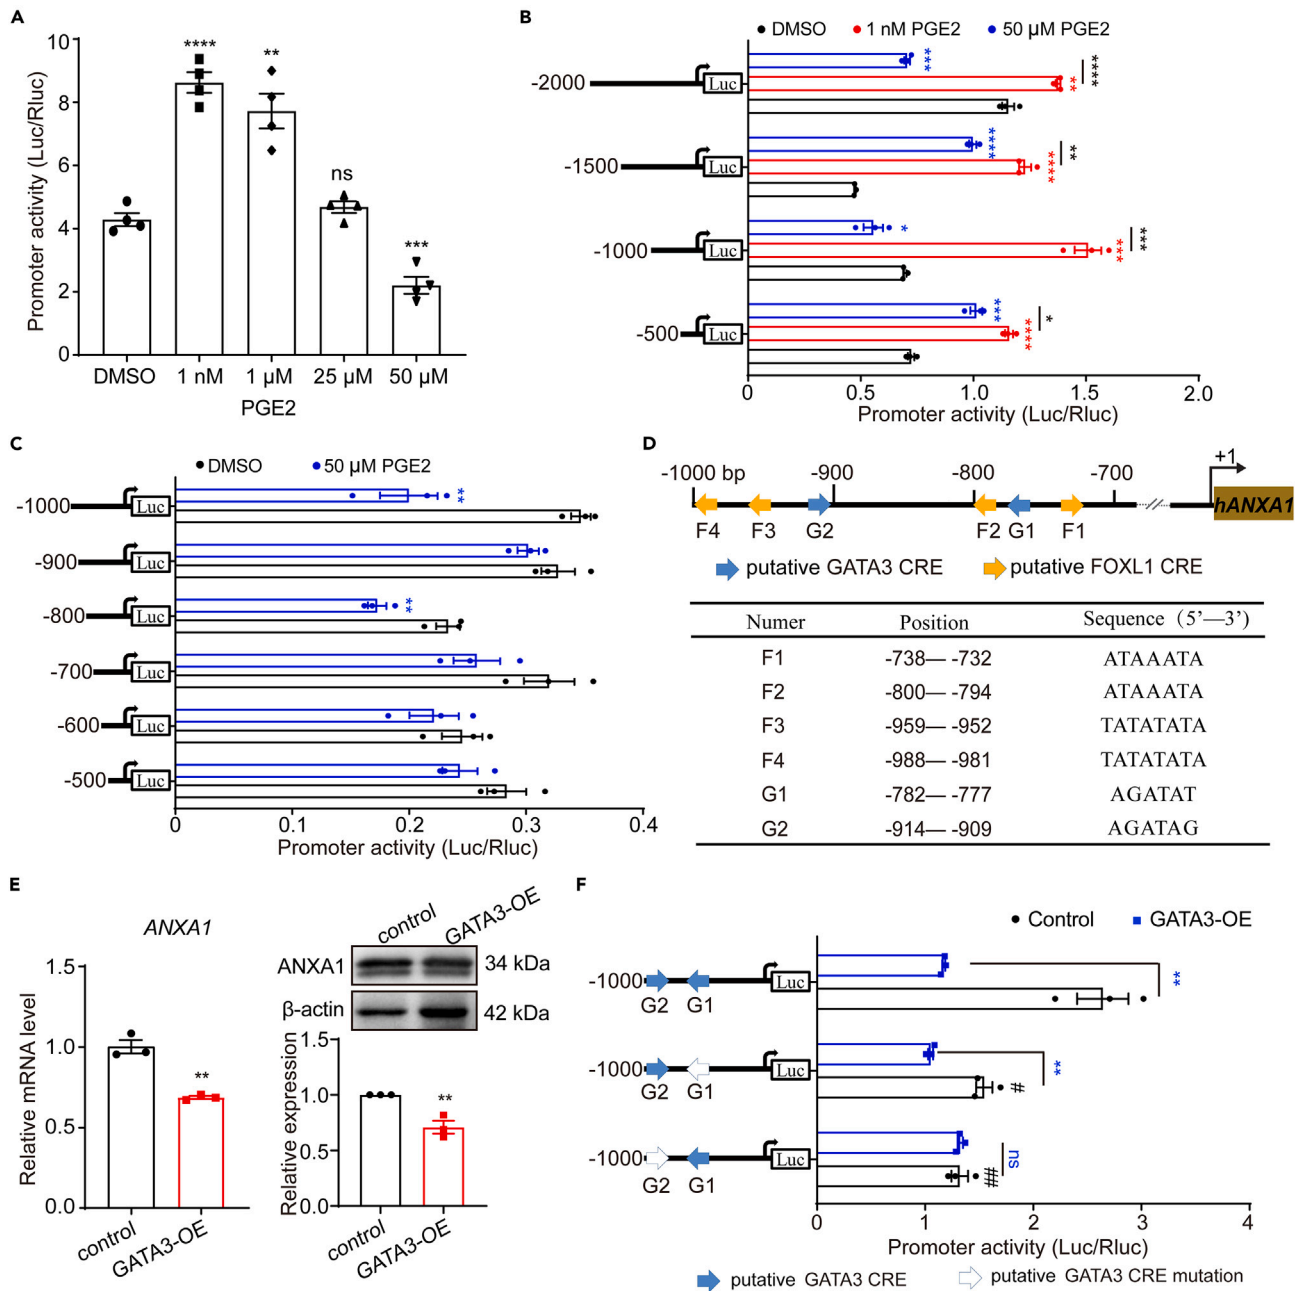 A
Promoter activity (Luc/Rluc)
10
8
6
4
2
0
****
**
ns
***
DMSO
1 nM
1 µM
25 µM
50 µM
PGE2
B
DMSO
1 nM PGE2
50 µM PGE2
-2000
Luc
***
**
****
-1500
Luc
****
****
**
-1000
Luc
*
***
***
-500
Luc
***
****
*
0
0.5
1.0
1.5
2.0
Promoter activity (Luc/Rluc)
C
DMSO
50 µM PGE2
-1000
Luc
**
-900
Luc
-800
Luc
**
-700
Luc
-600
Luc
-500
Luc
0
0.1
0.2
0.3
0.4
Promoter activity (Luc/Rluc)
D
-1000 bp
-900
-800
-700
+1
hANXA1
F4
F3
G2
F2
G1
F1
putative GATA3 CRE
putative FOXL1 CRE
Numer Position Sequence (5’—3’)
F1 -738— -732 ATAAATA
F2 -800— -794 ATAAATA
F3 -959— -952 TATATATA
F4 -988— -981 TATATATA
G1 -782— -777 AGATAT
G2 -914— -909 AGATAG
E
ANXA1
Relative mRNA level
1.5
1.0
0.5
0.0
**
control
GATA3-OE
control
GATA3-OE
ANXA1
34 kDa
β-actin
42 kDa
Relative expression
1.5
1.0
0.5
0.0
**
control
GATA3-OE
F
Control
GATA3-OE
-1000
G2
G1
Luc
**
-1000
G2
G1
Luc
**
#
-1000
G2
G1
Luc
ns
##
0
1
2
3
4
Promoter activity (Luc/Rluc)
putative GATA3 CRE
putative GATA3 CRE mutation